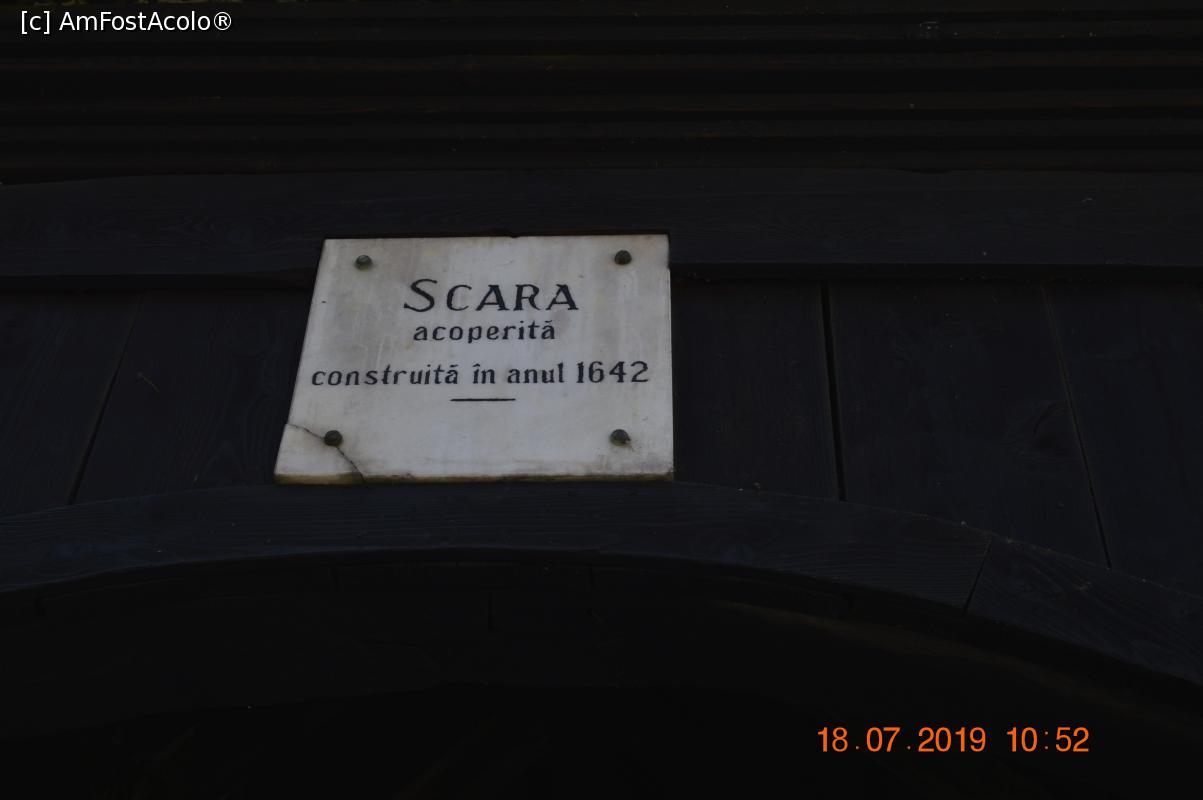 [c] AmFostAcolo®
SCARA
acoperită
construită în anul 1642
18.07.2019 10:52